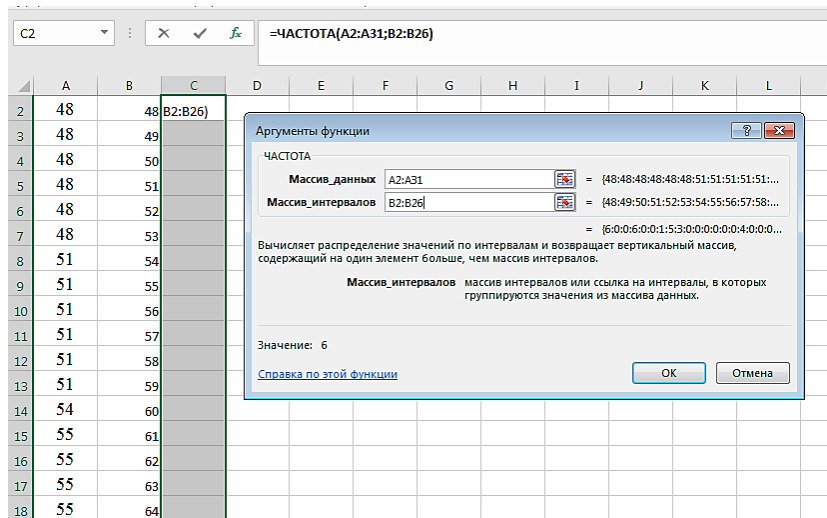 C2 fx =ЧАСТОТА(A2:A31;B2:B26)
A B C D E F G H I J K L
2 48 48 B2:B26)
3 48 49
4 48 50
5 48 51
6 48 52
7 48 53
8 51 54
9 51 55
10 51 56
11 51 57
12 51 58
13 51 59
14 54 60
15 55 61
16 55 62
17 55 63
18 55 64
Аргументы функции
ЧАСТОТА
Массив_данных A2:A31 = {48:48:48:48:48:48:51:51:51:51:51:...
Массив_интервалов B2:B26 = {48:49:50:51:52:53:54:55:56:57:58:...
= {6:0:0:6:0:0:1:5:3:0:0:0:0:0:0:4:0:0:0...
Вычисляет распределение значений по интервалам и возвращает вертикальный массив,
содержащий на один элемент больше, чем массив интервалов.
Массив_интервалов массив интервалов или ссылка на интервалы, в которых
группируются значения из массива данных.
Значение: 6
Справка по этой функции
ОК Отмена